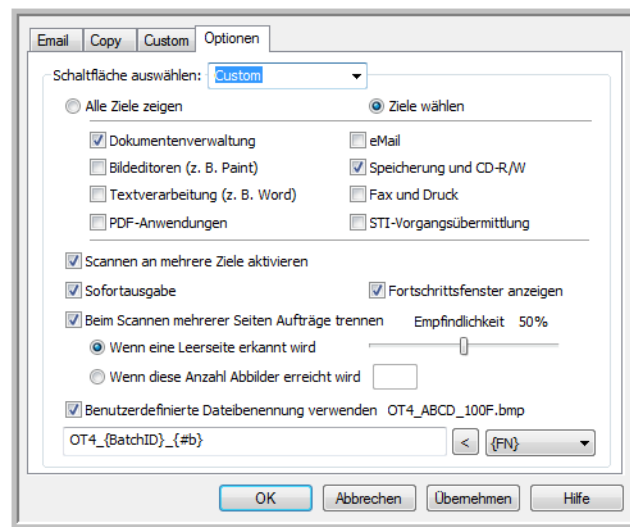 Email Copy Custom Optionen
Schaltfläche auswählen: Custom
Alle Ziele zeigen Ziele wählen
Dokumentenverwaltung eMail
Bildeditoren (z. B. Paint) Speicherung und CD-R/W
Textverarbeitung (z. B. Word) Fax und Druck
PDF-Anwendungen STI-Vorgangsübermittlung
Scannen an mehrere Ziele aktivieren
Sofortausgabe Fortschrittsfenster anzeigen
Beim Scannen mehrerer Seiten Aufträge trennen Empfindlichkeit 50%
Wenn eine Leerseite erkannt wird
Wenn diese Anzahl Abbilder erreicht wird
Benutzerdefinierte Dateibenennung verwenden OT4_ABCD_100F.bmp
OT4_{BatchID}_{#b} < {FN}
OK Abbrechen Übernehmen Hilfe